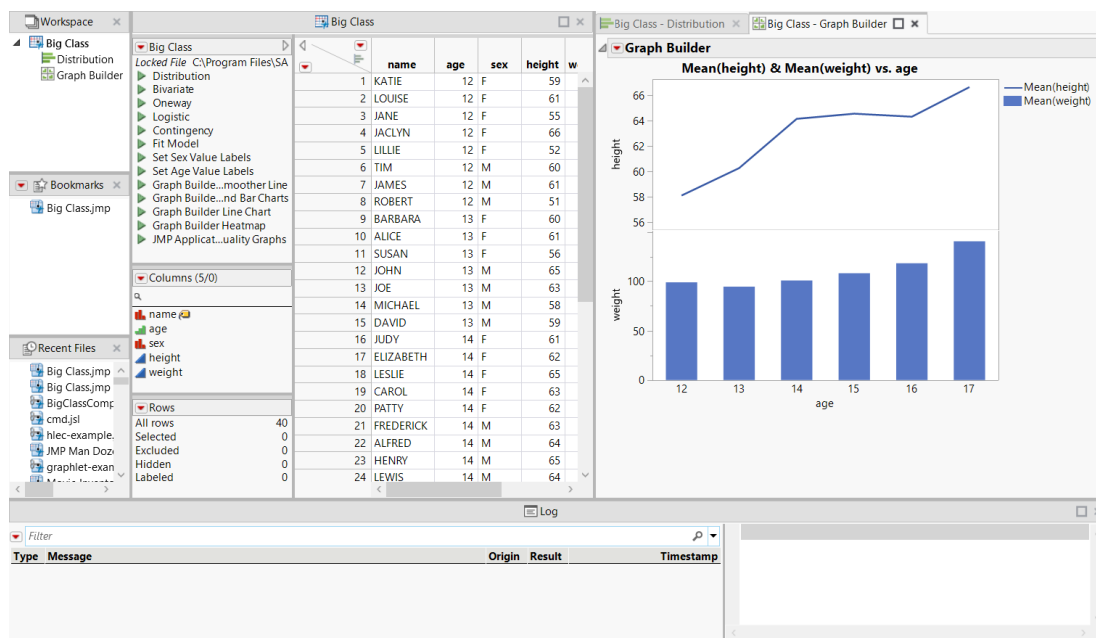 Workspace
Big Class
Distribution
Graph Builder
Bookmarks
Big Class.jmp
Recent Files
Big Class.jmp
Big Class.jmp
BigClassComp
cmd.jsl
hlec-example.
JMP Man Doz
graphlet-exan
Big Class
Big Class
Locked File C:\Program Files\SA
Distribution
Bivariate
Oneway
Logistic
Contingency
Fit Model
Set Sex Value Labels
Set Age Value Labels
Graph Builde...moother Line
Graph Builde...nd Bar Charts
Graph Builder Line Chart
Graph Builder Heatmap
JMP Applicat...uality Graphs
Columns (5/0)
name
age
sex
height
weight
Rows
All rows 40
Selected 0
Excluded 0
Hidden 0
Labeled 0
name age sex height w
1 KATIE 12 F 59
2 LOUISE 12 F 61
3 JANE 12 F 55
4 JACLYN 12 F 66
5 LILLIE 12 F 52
6 TIM 12 M 60
7 JAMES 12 M 61
8 ROBERT 12 M 51
9 BARBARA 13 F 60
10 ALICE 13 F 61
11 SUSAN 13 F 56
12 JOHN 13 M 65
13 JOE 13 M 63
14 MICHAEL 13 M 58
15 DAVID 13 M 59
16 JUDY 14 F 61
17 ELIZABETH 14 F 62
18 LESLIE 14 F 65
19 CAROL 14 F 63
20 PATTY 14 F 62
21 FREDERICK 14 M 63
22 ALFRED 14 M 64
23 HENRY 14 M 65
24 LEWIS 14 M 64
Big Class - Distribution
Big Class - Graph Builder
Graph Builder
Mean(height) & Mean(weight) vs. age
Mean(height)
Mean(weight)
height
66
64
62
60
58
56
weight
100
50
0
12 13 14 15 16 17
age
Log
Filter
Type Message Origin Result Timestamp